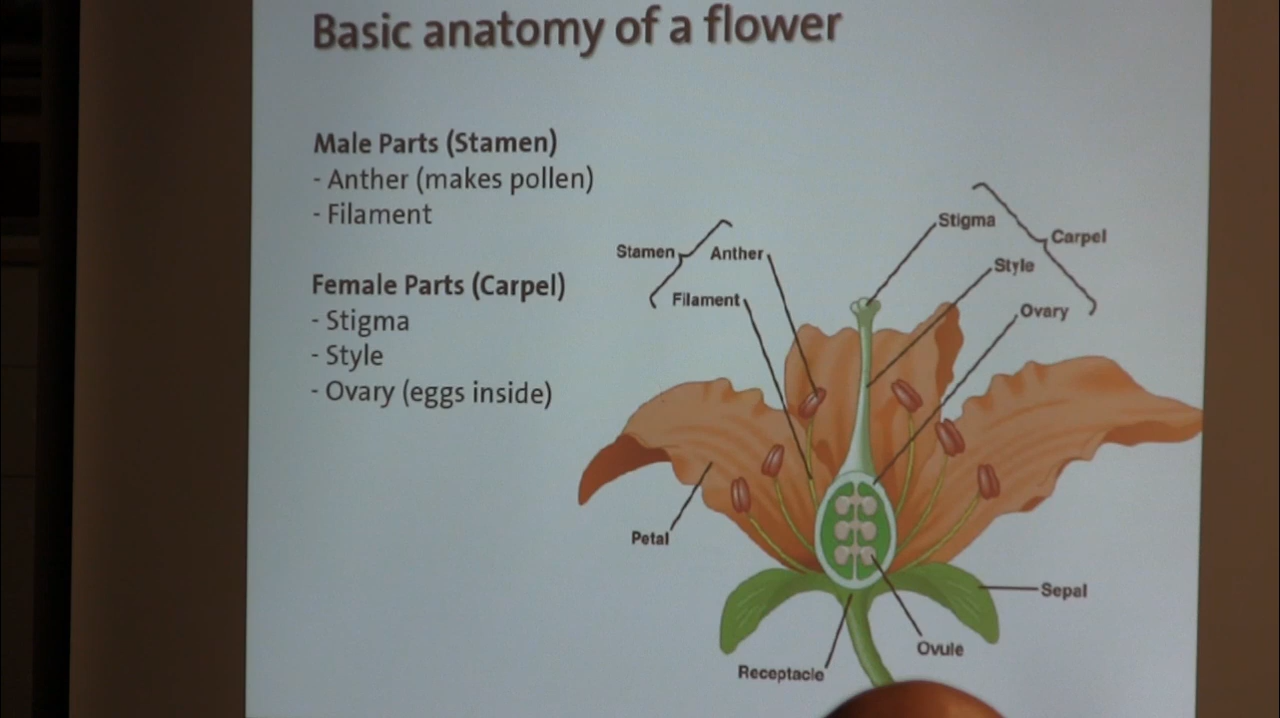 Basic anatomy of a flower
Male Parts (Stamen)
- Anther (makes pollen)
- Filament
Female Parts (Carpel)
- Stigma
- Style
- Ovary (eggs inside)
Stamen
Anther
Filament
Stigma
Carpel
Style
Ovary
Petal
Sepal
Ovule
Receptacle